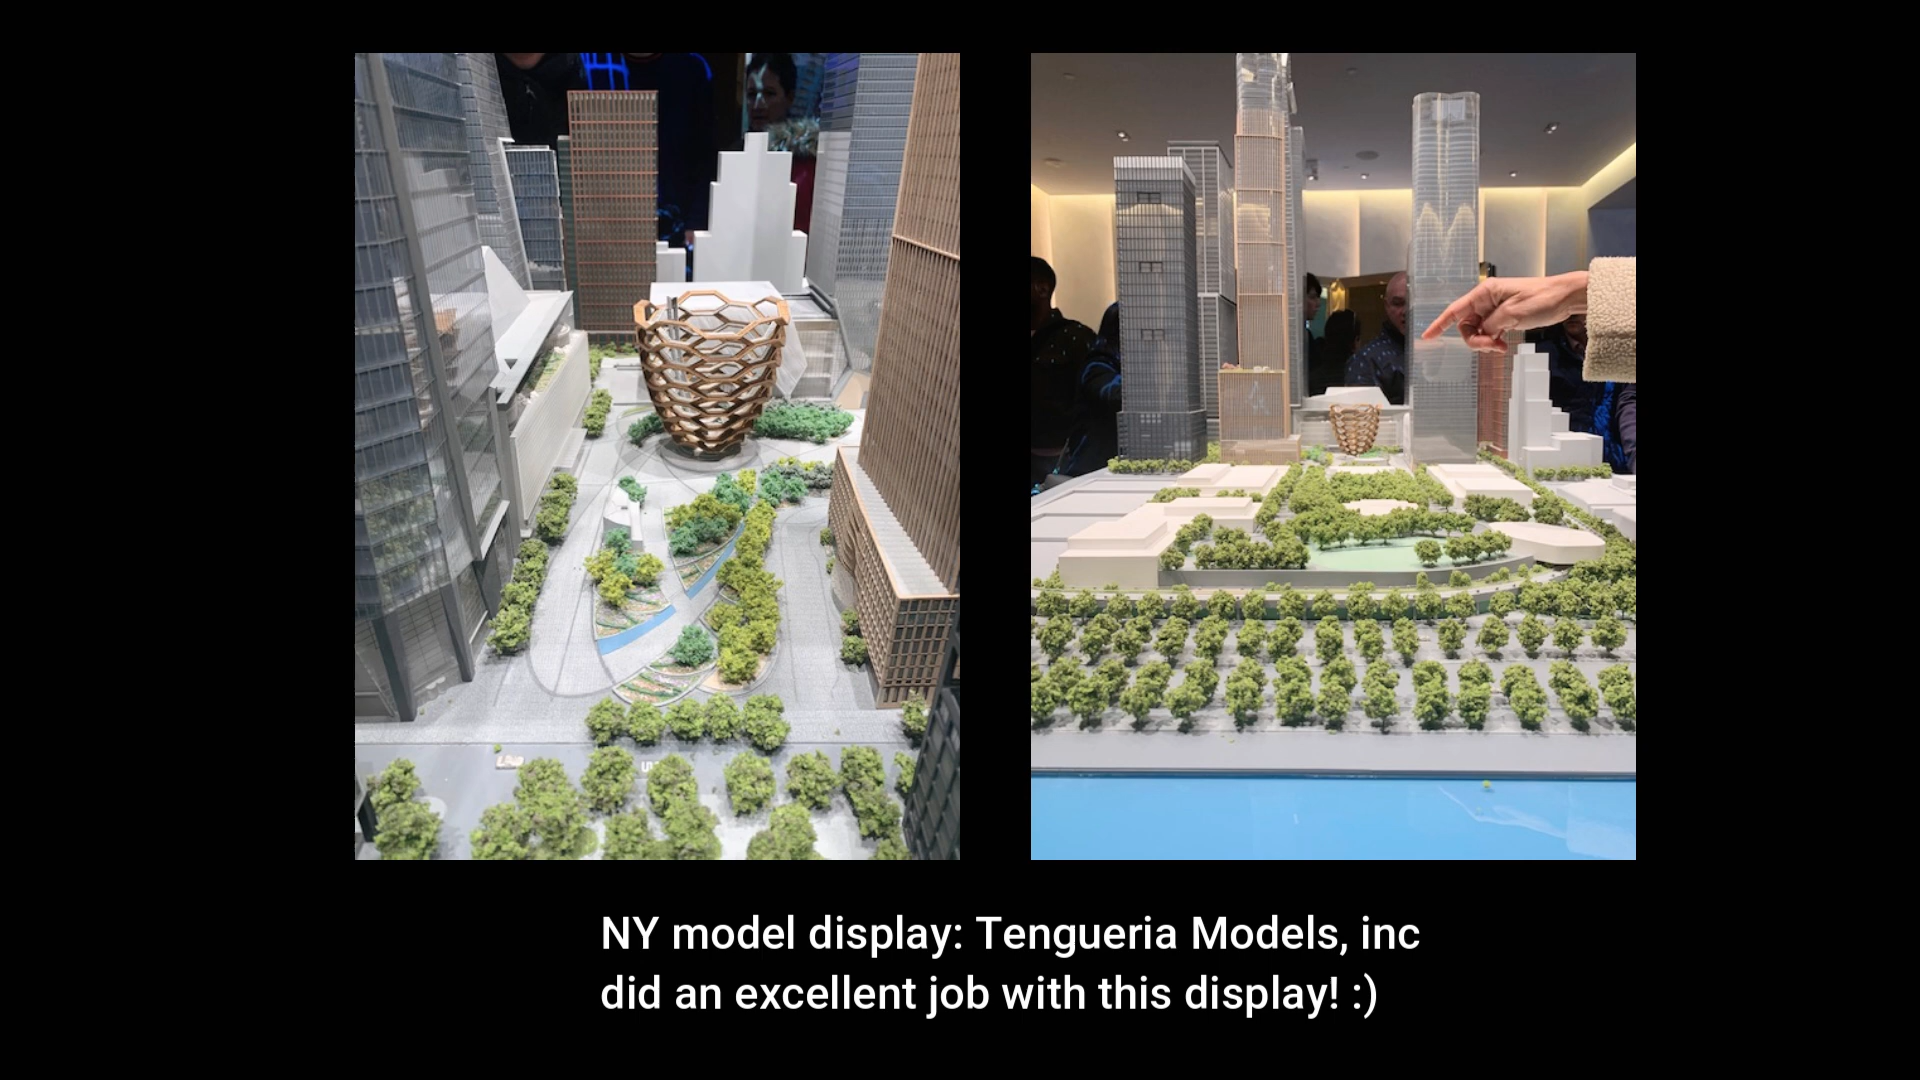 NY model display: Tengueria Models, inc
did an excellent job with this display! :)